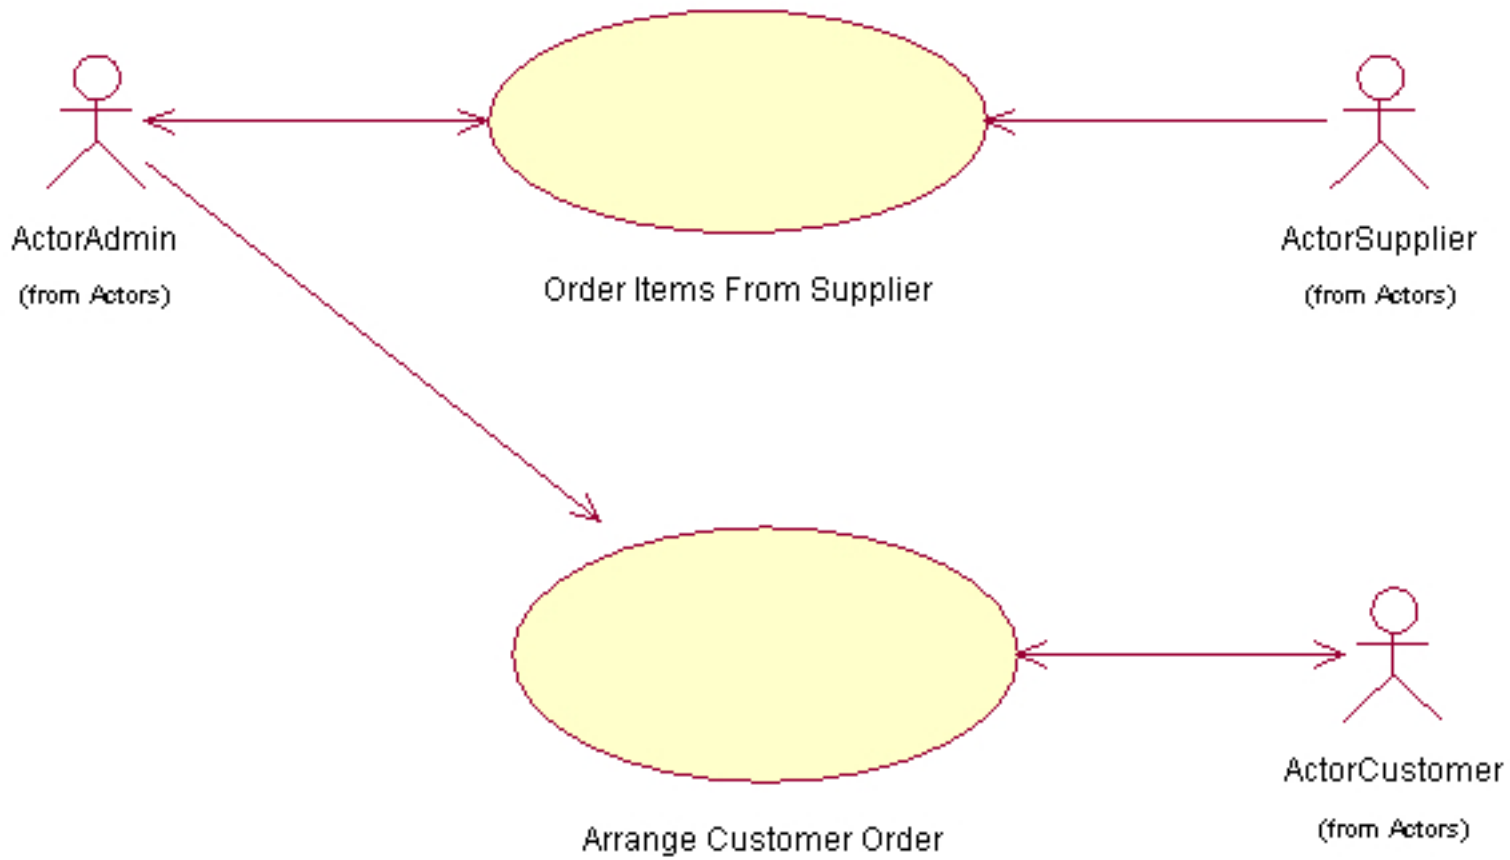 ActorAdmin
(from Actors)
Order Items From Supplier
ActorSupplier
(from Actors)
Arrange Customer Order
ActorCustomer
(from Actors)